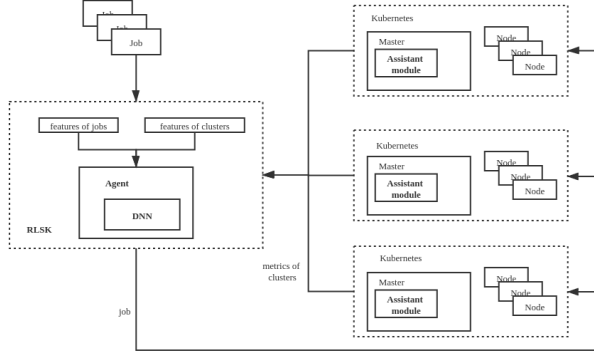 Job
Job
Job
features of jobs
features of clusters
Agent
DNN
RLSK
job
metrics of
clusters
Kubernetes
Master
Assistant
module
Node
Node
Node
Kubernetes
Master
Assistant
module
Node
Node
Node
Kubernetes
Master
Assistant
module
Node
Node
Node